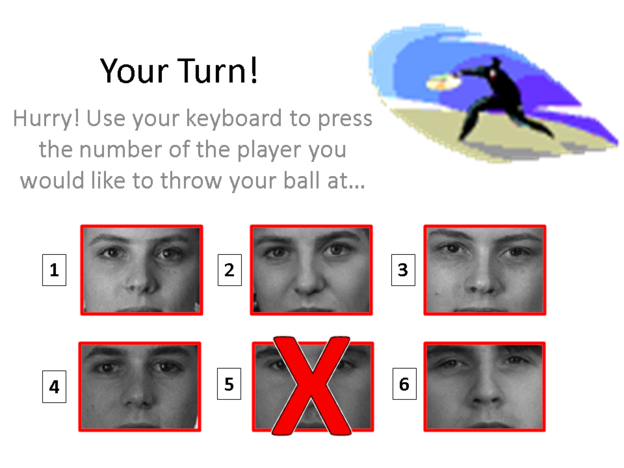 Your Turn!
Hurry! Use your keyboard to press
the number of the player you
would like to throw your ball at...
1 2 3
4 5 6